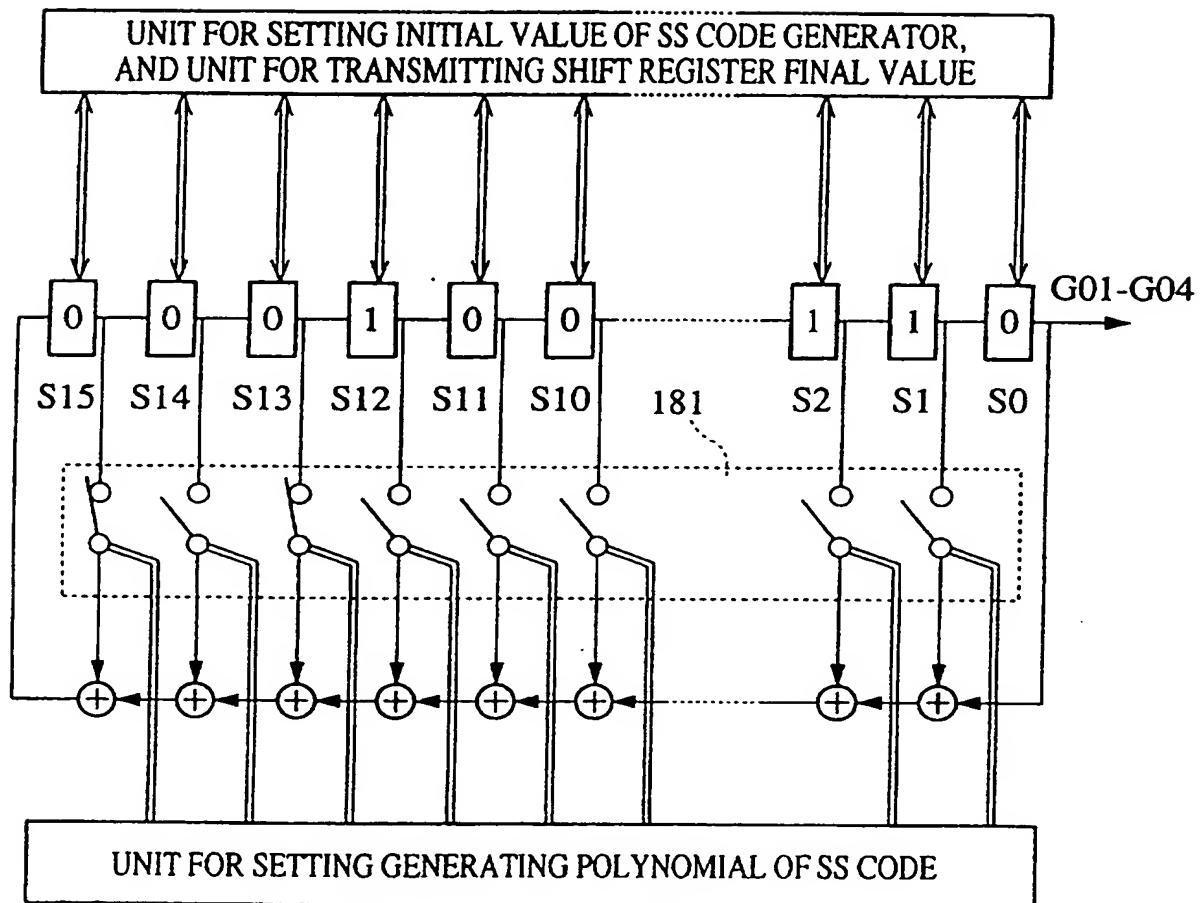 UNIT FOR SETTING INITIAL VALUE OF SS CODE GENERATOR,
AND UNIT FOR TRANSMITTING SHIFT REGISTER FINAL VALUE
G01-G04
0 0 0 1 0 0 1 1 0
S15 S14 S13 S12 S11 S10 181 S2 S1 S0
UNIT FOR SETTING GENERATING POLYNOMIAL OF SS CODE